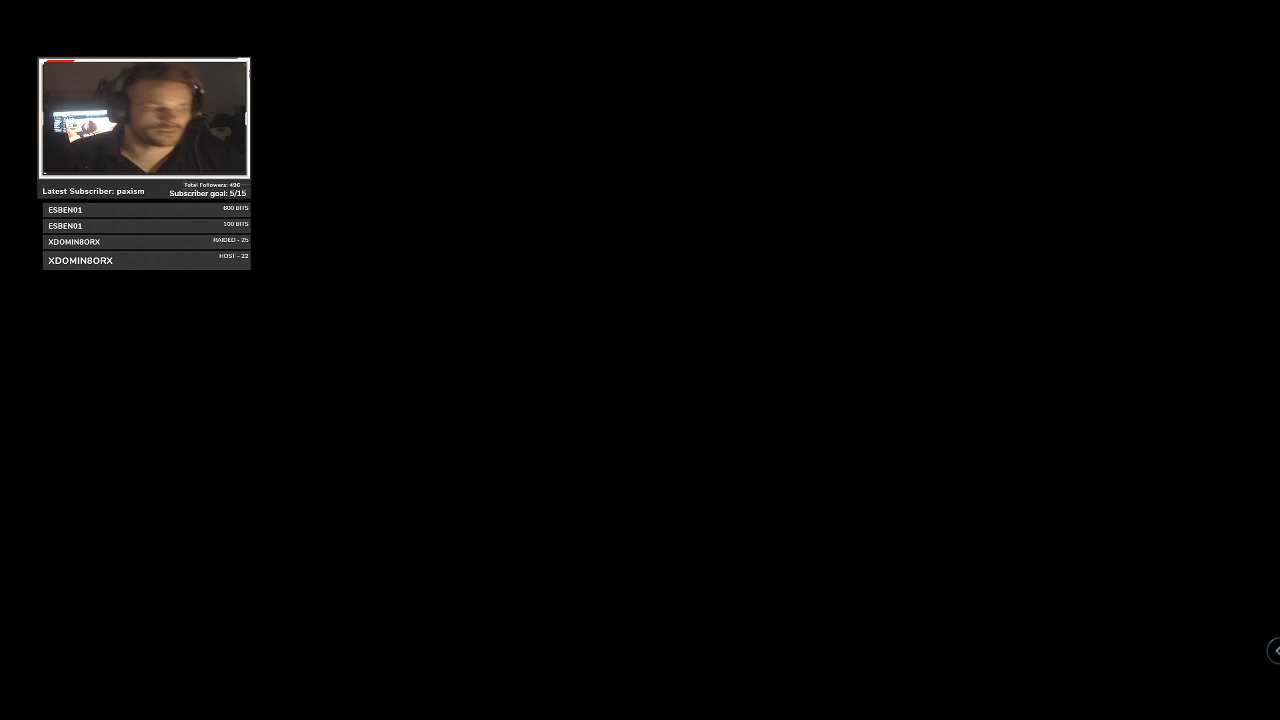 Total Followers: 496
Latest Subscriber: paxism
Subscriber goal: 5/15
ESBEN01 600 BITS
ESBEN01 100 BITS
XDOMIN8ORX RAIDED - 25
XDOMIN8ORX HOST - 22